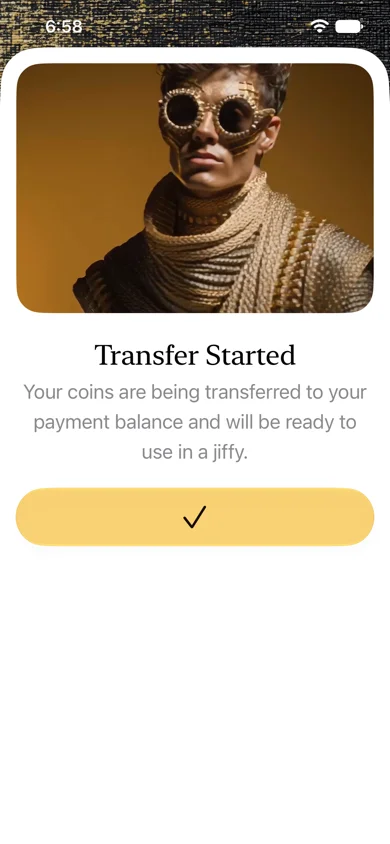 6:58
Transfer Started
Your coins are being transferred to your
payment balance and will be ready to
use in a jiffy.